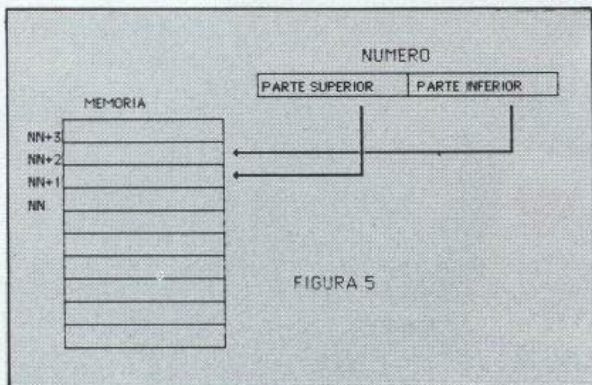 NUMERO
PARTE SUPERIOR PARTE INFERIOR
MEMORIA
NN+3
NN+2
NN+1
NN
FIGURA 5